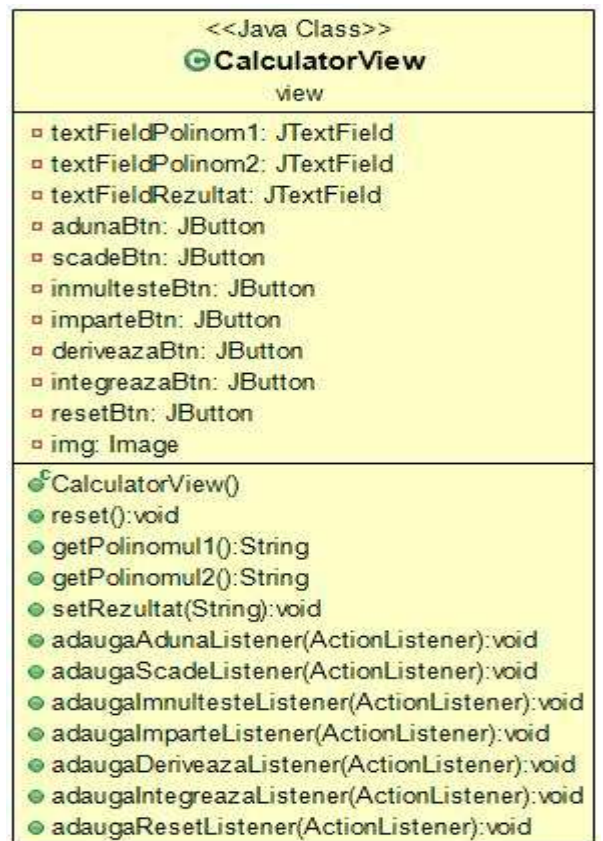 <<Java Class>>
CalculatorView
view
textFieldPolinom1: JTextField
textFieldPolinom2: JTextField
textFieldRezultat: JTextField
adunaBtn: JButton
scadeBtn: JButton
inmultesteBtn: JButton
imparteBtn: JButton
deriveazaBtn: JButton
integreazaBtn: JButton
resetBtn: JButton
img: Image
CalculatorView()
reset():void
getPolinomul1():String
getPolinomul2():String
setRezultat(String):void
adaugaAdunaListener(ActionListener):void
adaugaScadeListener(ActionListener):void
adaugaImnultesteListener(ActionListener):void
adaugaImparteListener(ActionListener):void
adaugaDeriveazaListener(ActionListener):void
adaugaIntegreazaListener(ActionListener):void
adaugaResetListener(ActionListener):void